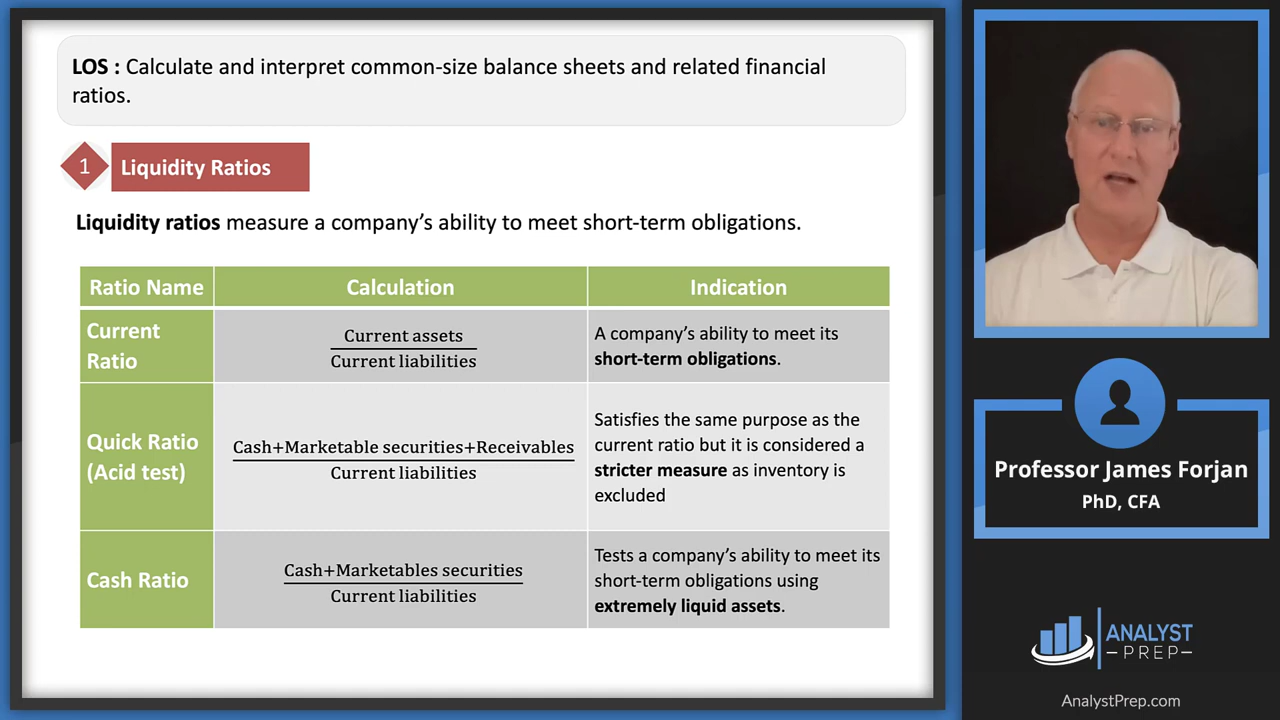 LOS : Calculate and interpret common-size balance sheets and related financial
ratios.
1
Liquidity Ratios
Liquidity ratios measure a company's ability to meet short-term obligations.
Ratio Name
Calculation
Indication
Current
Ratio
Current assets
Current liabilities
A company's ability to meet its
short-term obligations.
Quick Ratio
(Acid test)
Cash+Marketable securities+Receivables
Current liabilities
Satisfies the same purpose as the
current ratio but it is considered a
stricter measure as inventory is
excluded
Cash Ratio
Cash+Marketables securities
Current liabilities
Tests a company's ability to meet its
short-term obligations using
extremely liquid assets.
Professor James Forjan
PhD, CFA
ANALYST
PREP
AnalystPrep.com